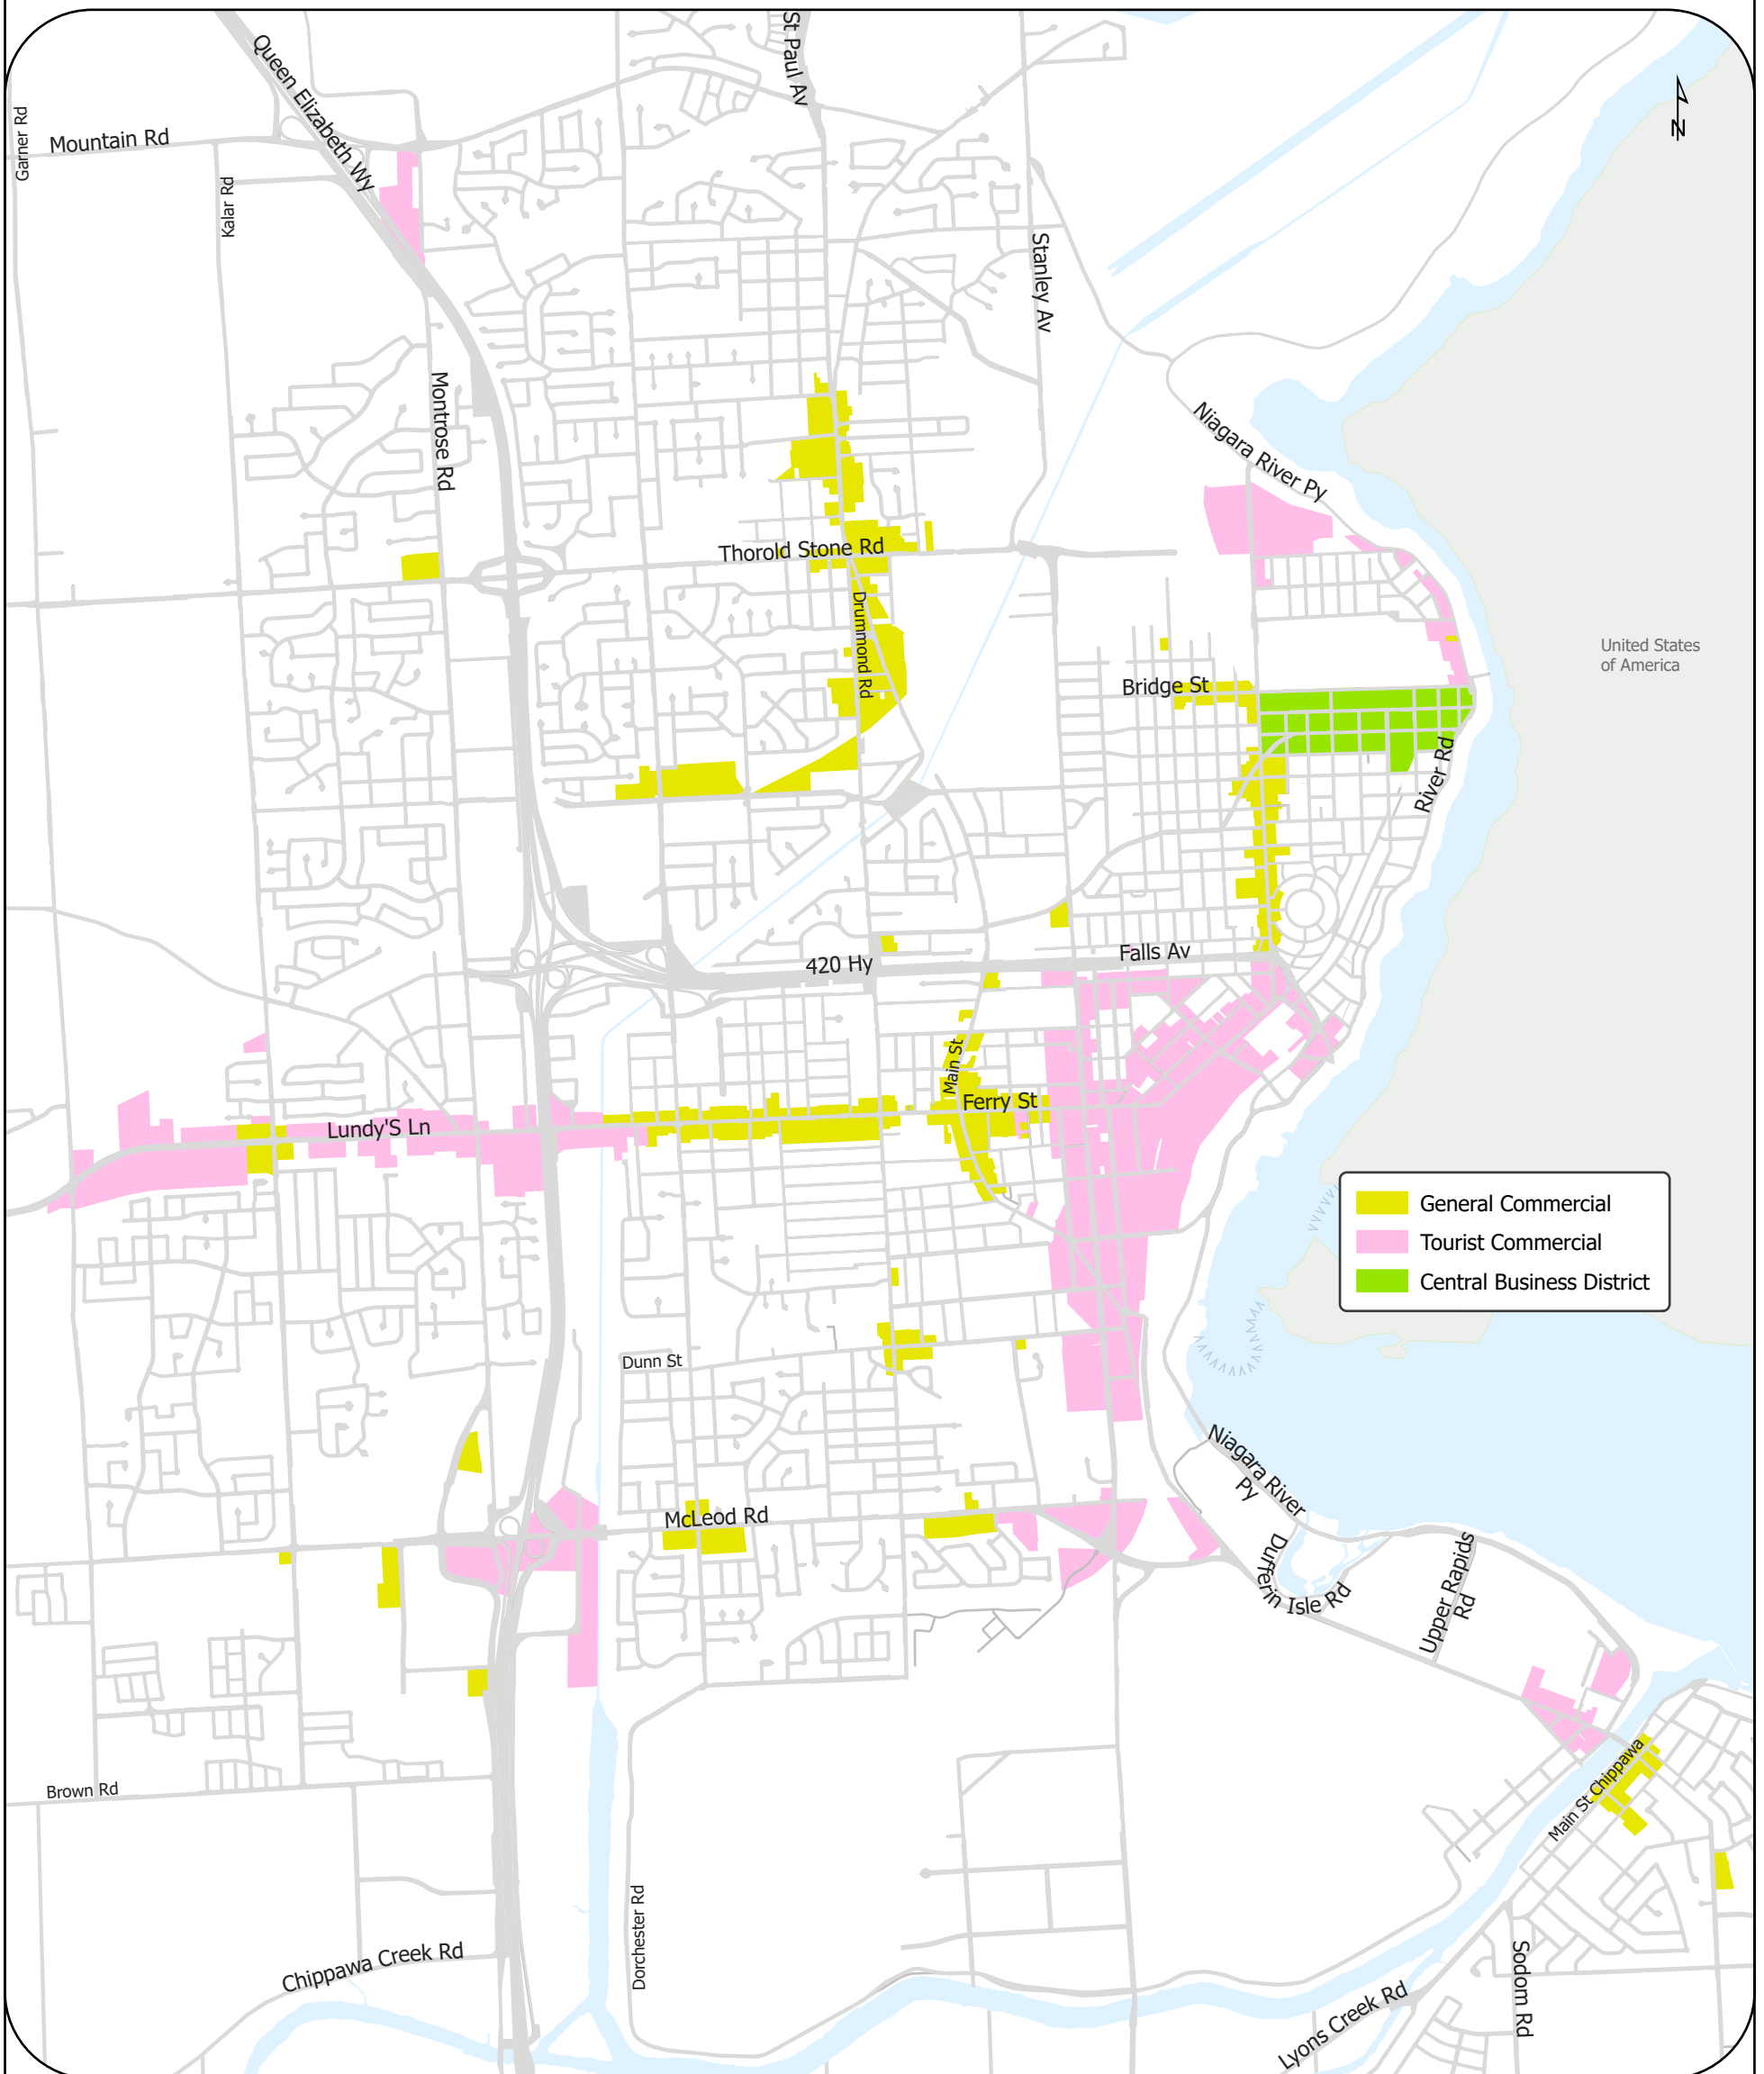 St Paul Av
Queen Elizabeth Wy
Garner Rd
Mountain Rd
Kalar Rd
N
Stanley Av
Montrose Rd
Niagara River Py
Thorold Stone Rd
Drummond Rd
United States
of America
Bridge St
River Rd
Falls Av
420 Hy
Main St
Ferry St
Lundy'S Ln
General Commercial
Tourist Commercial
Central Business District
Dunn St
Niagara River
Py
McLeod Rd
Dufferin Isle Rd
Upper Rapids
Rd
Main St Chippawa
Brown Rd
Dorchester Rd
Chippawa Creek Rd
Sodom Rd
Lyons Creek Rd